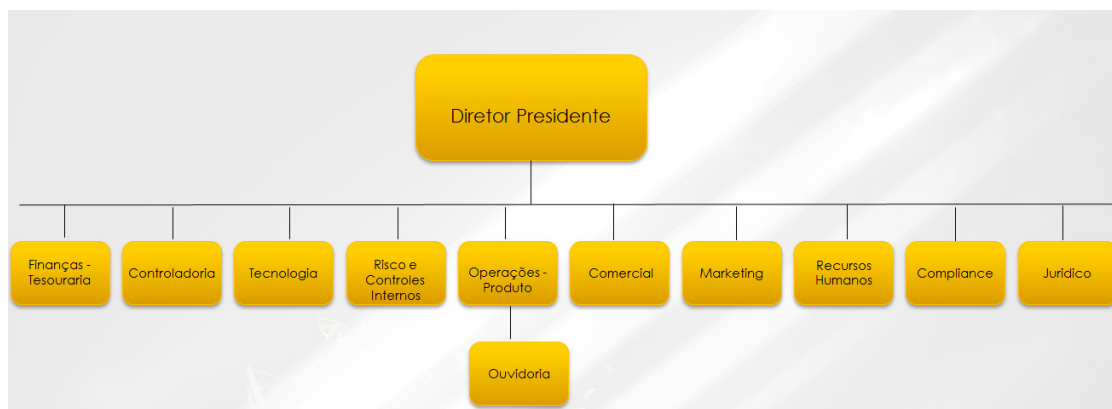 Diretor Presidente
Finanças -
Tesouraria
Controladoria
Tecnologia
Risco e
Controles
Internos
Operações -
Produto
Comercial
Marketing
Recursos
Humanos
Compliance
Juridico
Ouvidoria